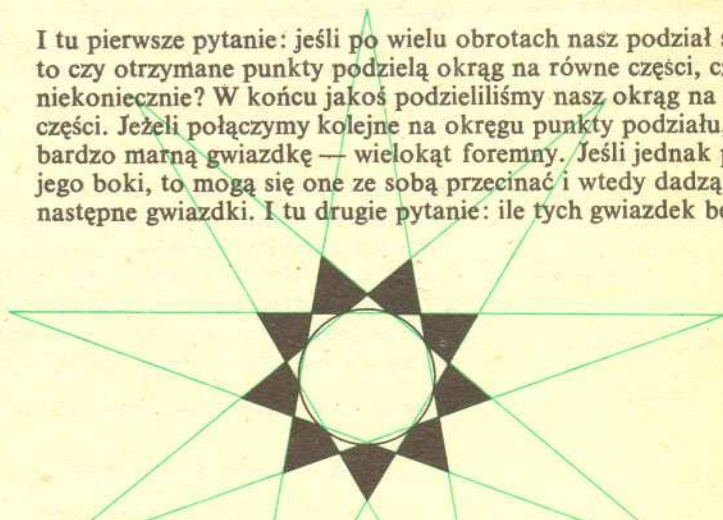 I tu pierwsze pytanie: jeśli po wielu obrotach nasz podział
to czy otrzymane punkty podzielą okrąg na równe części,
niekoniecznie? W końcu jakoś podzieliliśmy nasz okrąg na
części. Jeżeli połączymy kolejne na okręgu punkty podziału,
bardzo marną gwiazdkę — wielokąt foremny. Jeśli jednak
jego boki, to mogą się one ze sobą przecinać i wtedy dadzą
następne gwiazdki. I tu drugie pytanie: ile tych gwiazdek